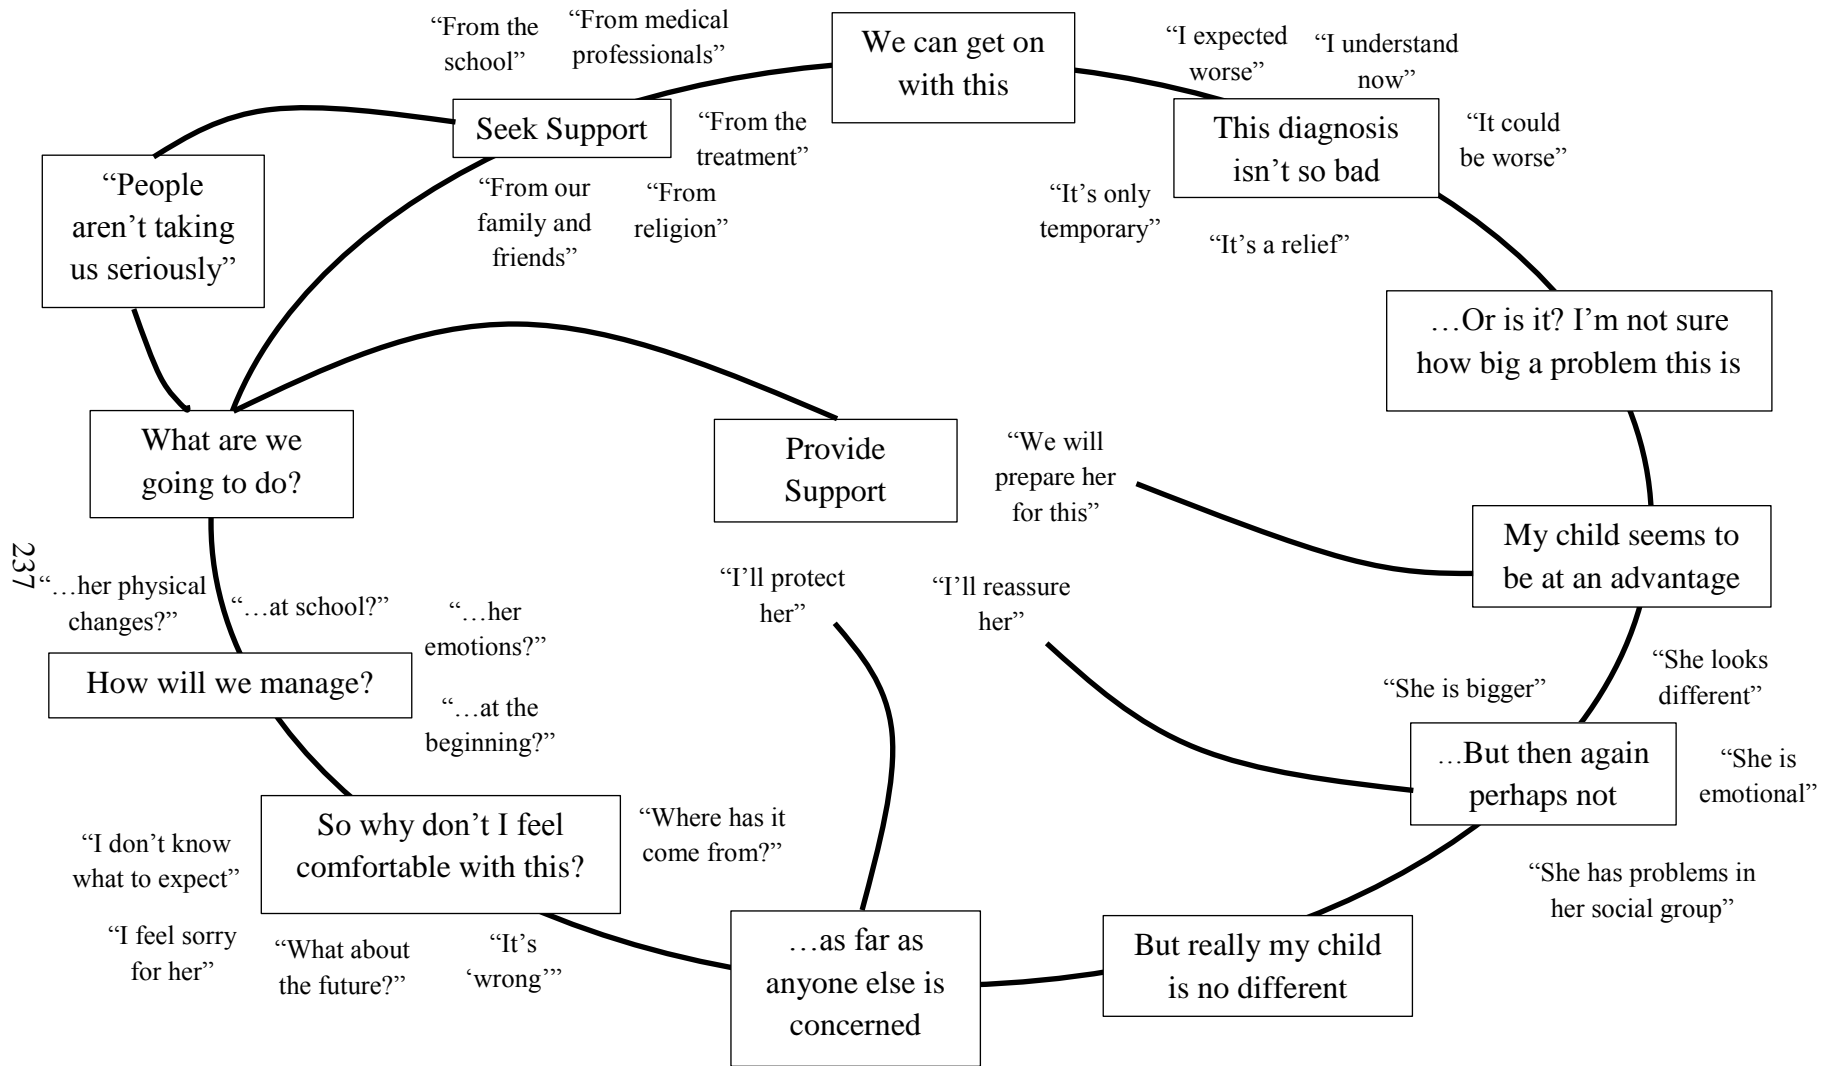 “From the
school”
“From medical
professionals”
We can get on
with this
“I expected
worse”
“I understand
now”
Seek Support
“From the
treatment”
This diagnosis
isn’t so bad
“It could
be worse”
“People
aren’t taking
us seriously”
“From our
family and
friends”
“From
religion”
“It’s only
temporary”
“It’s a relief”
…Or is it? I’m not sure
how big a problem this is
What are we
going to do?
Provide
Support
“We will
prepare her
for this”
My child seems to
be at an advantage
237
“…her physical
changes?”
“…at school?”
“…her
emotions?”
“I’ll protect
her”
“I’ll reassure
her”
How will we manage?
“…at the
beginning?”
“She is bigger”
“She looks
different”
…But then again
perhaps not
“She is
emotional”
So why don’t I feel
comfortable with this?
“Where has it
come from?”
“I don’t know
what to expect”
“She has problems in
her social group”
“I feel sorry
for her”
“What about
the future?”
“It’s
‘wrong’”
…as far as
anyone else is
concerned
But really my child
is no different